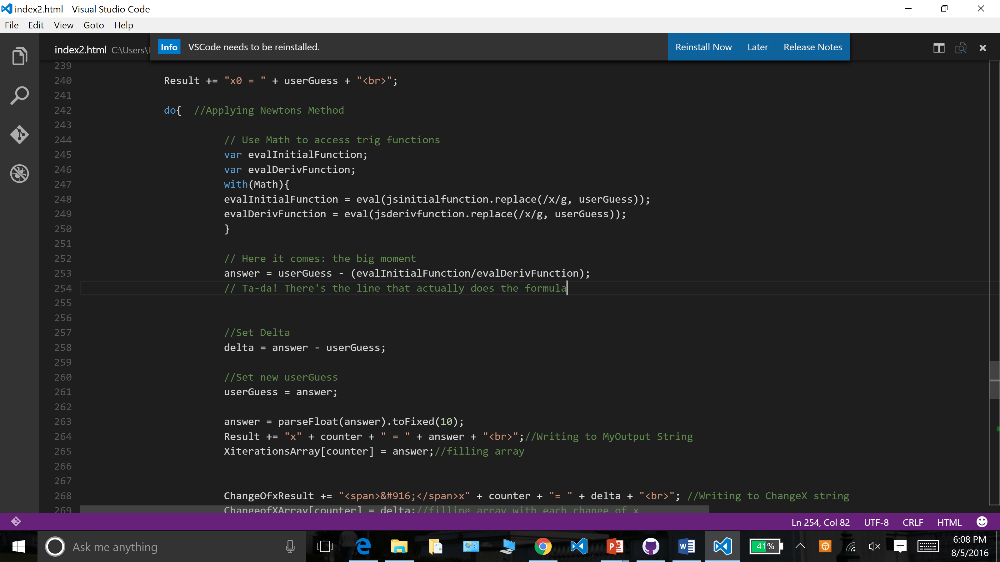 index2.html - Visual Studio Code
File Edit View Goto Help
index2.html C:\Users\
Info VSCode needs to be reinstalled. Reinstall Now Later Release Notes
239
240 Result += "x0 = " + userGuess + "<br>";
241
242 do{  //Applying Newtons Method
243
244 // Use Math to access trig functions
245 var evalInitialFunction;
246 var evalDerivFunction;
247 with(Math){
248 evalInitialFunction = eval(jsinitialfunction.replace(/x/g, userGuess));
249 evalDerivFunction = eval(jsderivfunction.replace(/x/g, userGuess));
250 }
251
252 // Here it comes: the big moment
253 answer = userGuess - (evalInitialFunction/evalDerivFunction);
254 // Ta-da! There's the line that actually does the formula
255
256
257 //Set Delta
258 delta = answer - userGuess;
259
260 //Set new userGuess
261 userGuess = answer;
262
263 answer = parseFloat(answer).toFixed(10);
264 Result += "x" + counter + " = " + answer + "<br>";//Writing to MyOutput String
265 XiterationsArray[counter] = answer;//filling array
266
267
268 ChangeOfxResult += "<span>&#916;</span>x" + counter + "= " + delta + "<br>"; //Writing to ChangeX string
269 ChangeofXArray[counter] = delta;//filling array with each change of x
Ln 254, Col 82 UTF-8 CRLF HTML
Ask me anything
41%
6:08 PM
8/5/2016